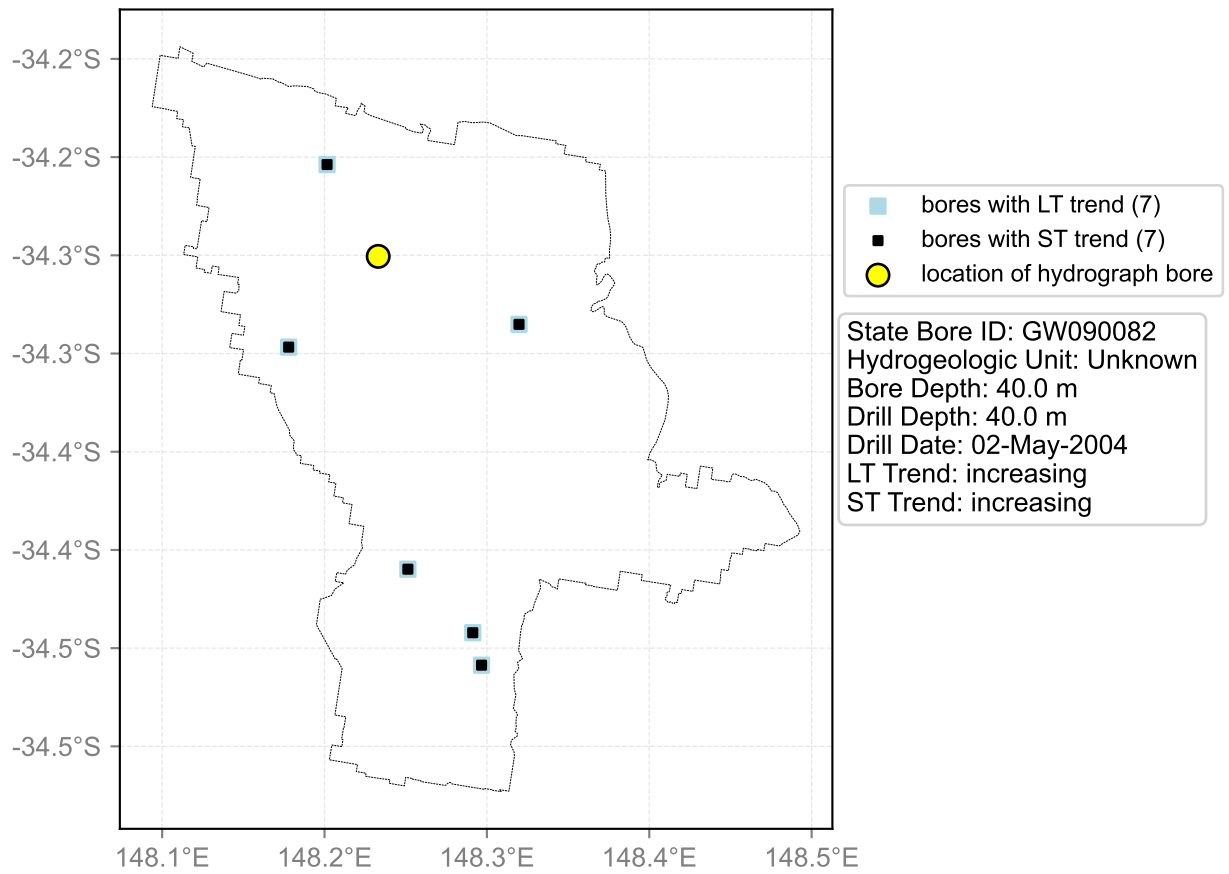 -34.2°S
-34.2°S
-34.3°S
-34.3°S
-34.4°S
-34.4°S
-34.5°S
-34.5°S
148.1°E
148.2°E
148.3°E
148.4°E
148.5°E
bores with LT trend (7)
bores with ST trend (7)
location of hydrograph bore
State Bore ID: GW090082
Hydrogeologic Unit: Unknown
Bore Depth: 40.0 m
Drill Depth: 40.0 m
Drill Date: 02-May-2004
LT Trend: increasing
ST Trend: increasing